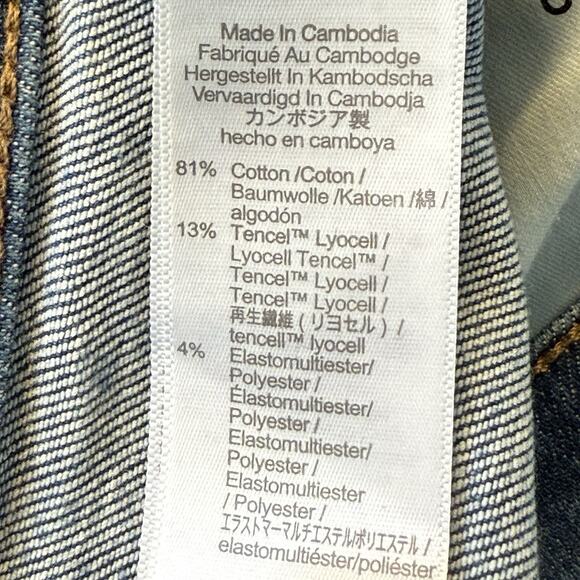 Made In Cambodia
Fabriqué Au Cambodge
Hergestellt In Kambodscha
Vervaardigd In Cambodja
カンボジア製
hecho en camboya
81% Cotton /Coton /
Baumwolle /Katoen /綿 /
algodón
13% Tencel™ Lyocell /
Lyocell Tencel™ /
Tencel™ Lyocell /
Tencel™ Lyocell /
再生繊維 ( リヨセル ) /
tencell™ lyocell
4% Elastomultiester/
Polyester /
Elastomultiester/
Polyester /
Elastomultiester/
Polyester /
Elastomultiester
/ Polyester /
エラストマーマルチエステル/ポリエステル /
elastomultiéster/poliéster